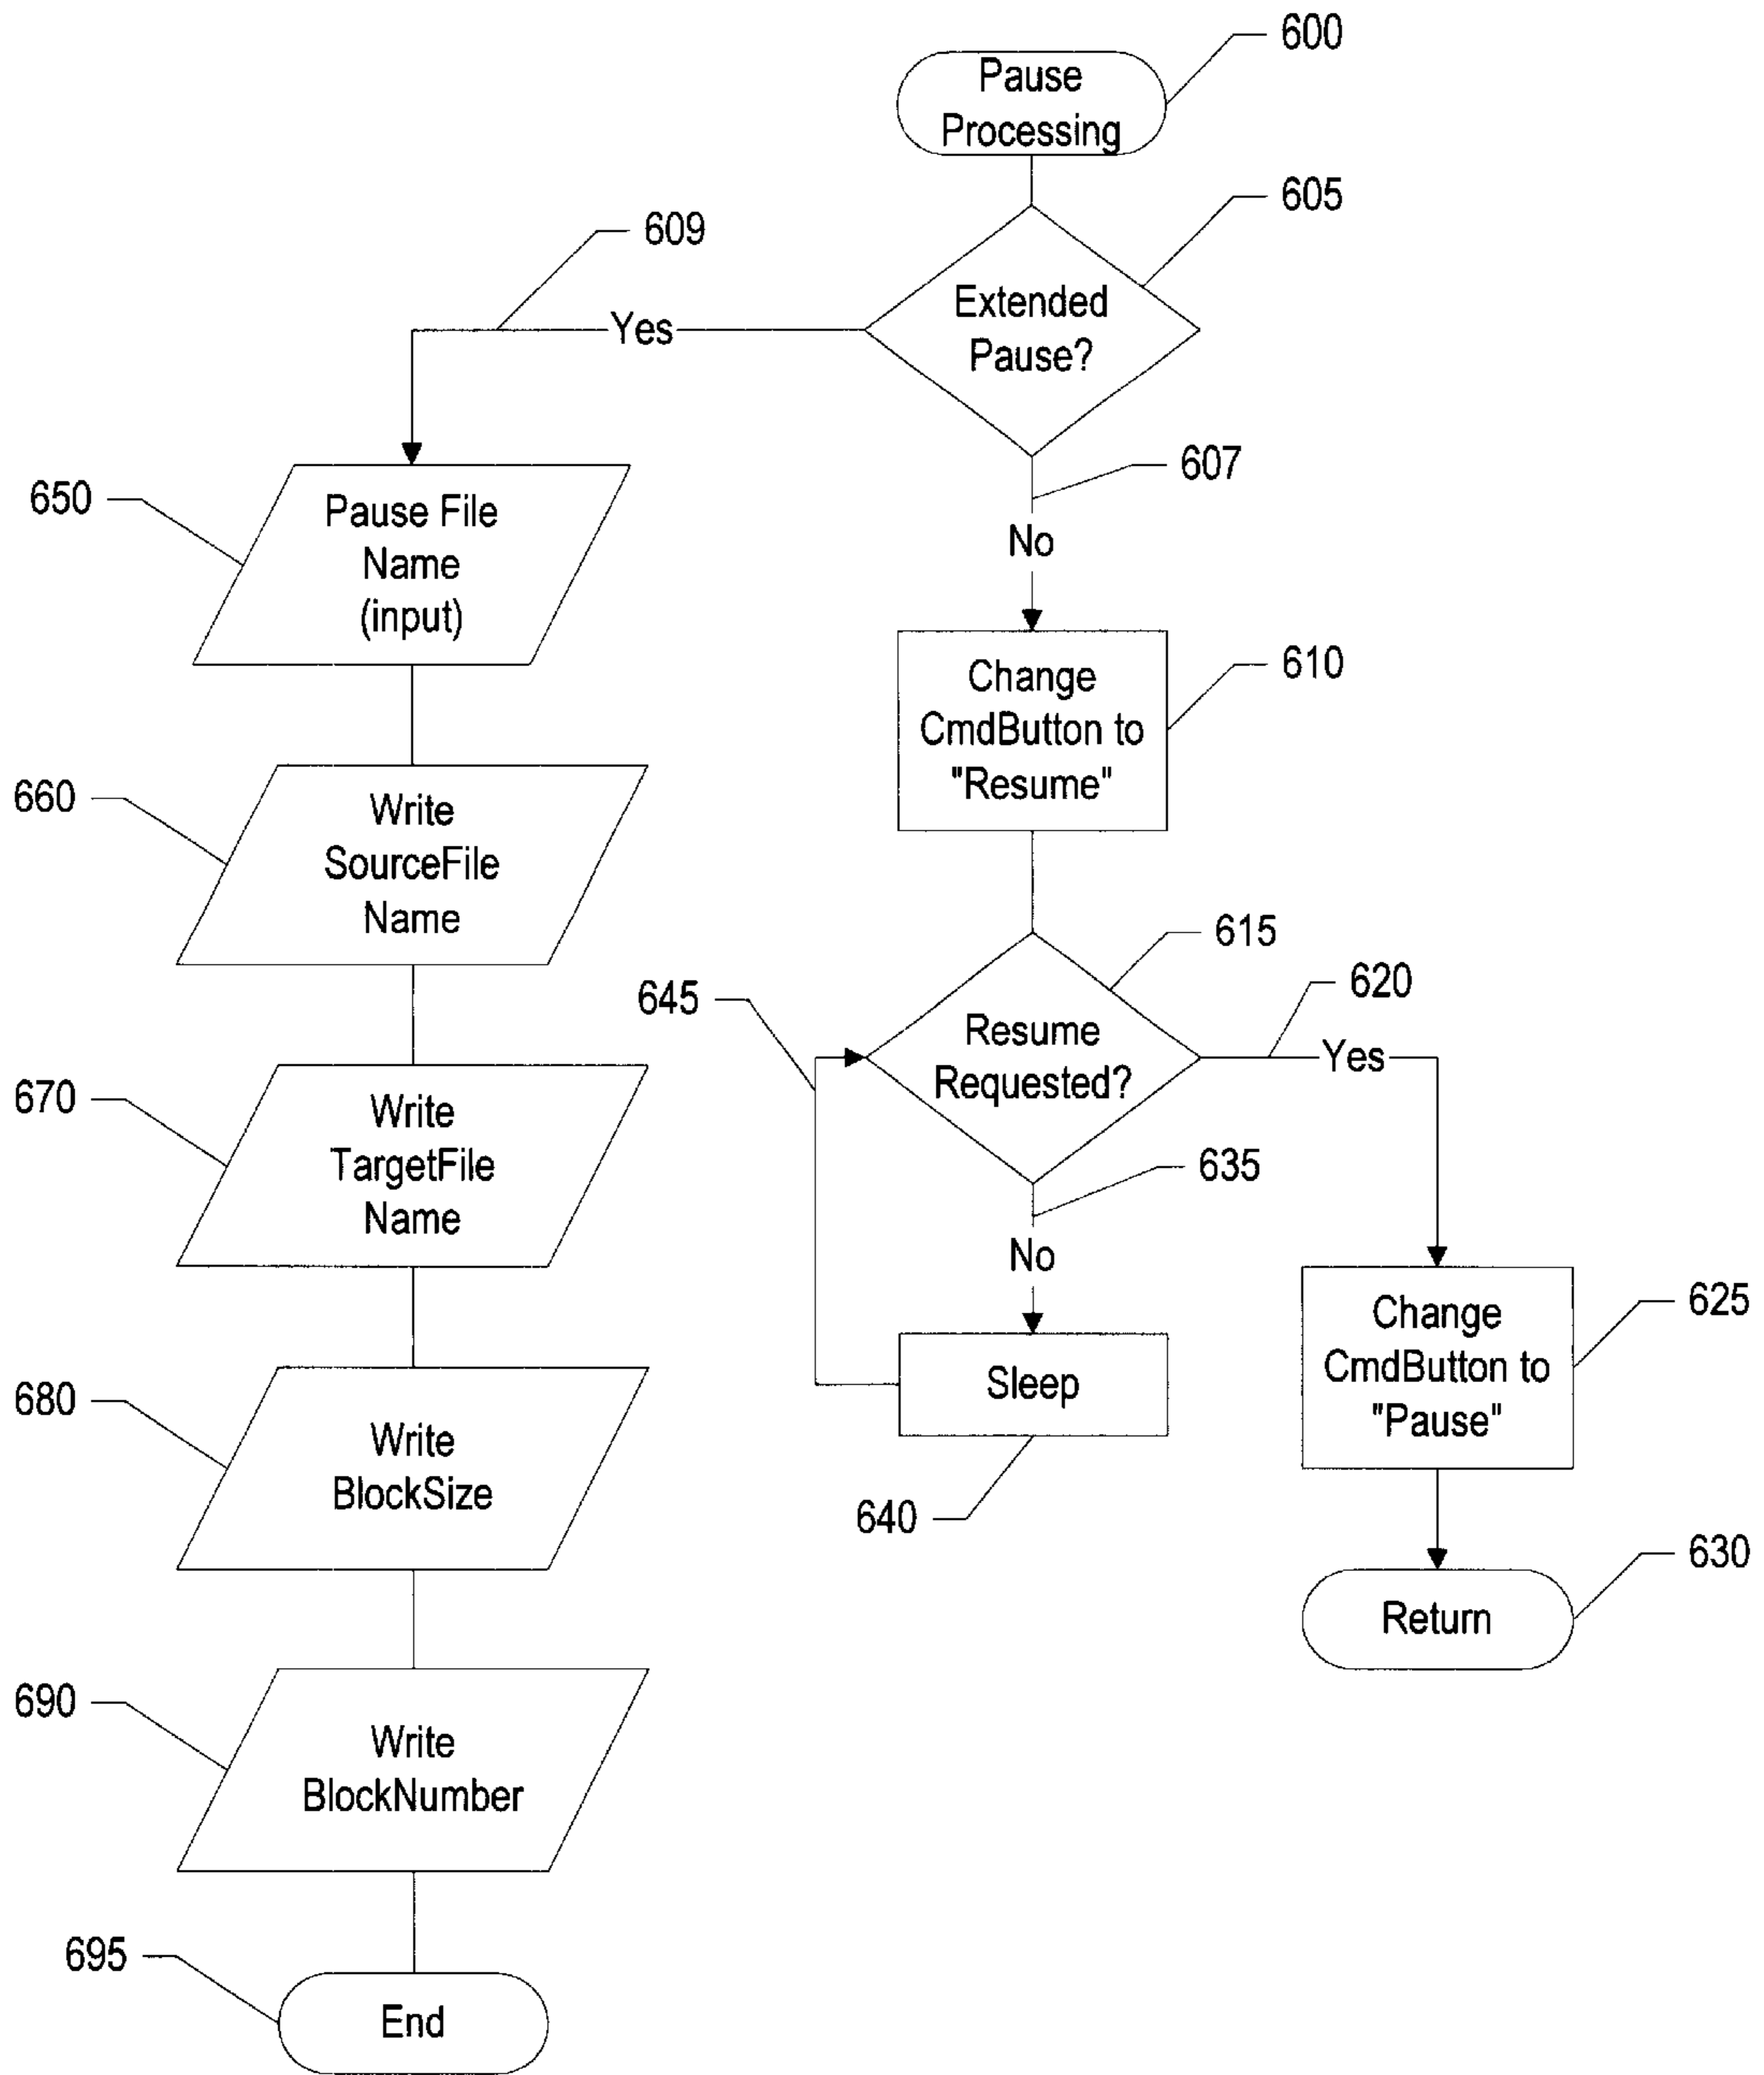 600
Pause
Processing
605
609
Extended
Pause?
Yes
607
No
650
Pause File
Name
(input)
610
Change
CmdButton to
"Resume"
660
Write
SourceFile
Name
615
620
645
Resume
Requested?
Yes
670
Write
TargetFile
Name
635
No
625
Change
CmdButton to
"Pause"
680
Write
BlockSize
Sleep
640
630
Return
690
Write
BlockNumber
695
End